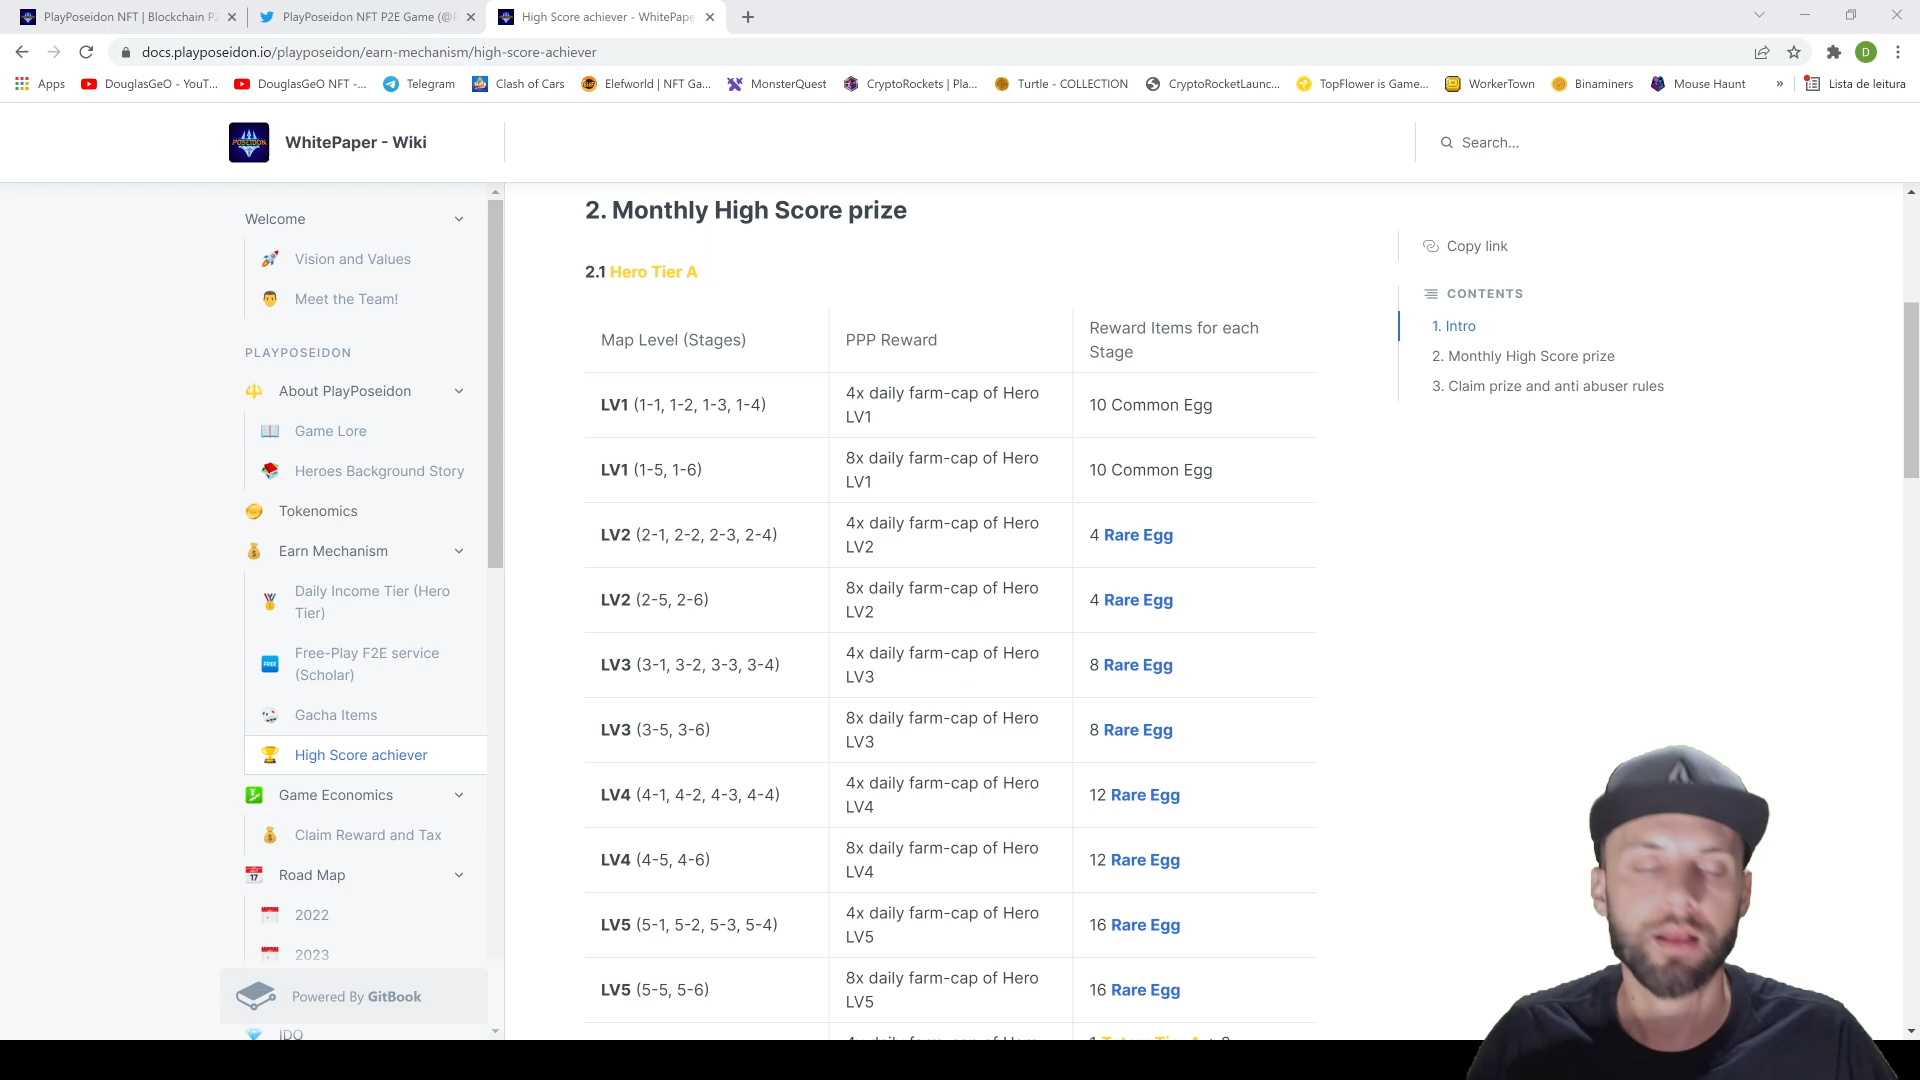 PlayPoseidon NFT | Blockchain P2
PlayPoseidon NFT P2E Game (@P
High Score achiever - WhitePape
docs.playposeidon.io/playposeidon/earn-mechanism/high-score-achiever
D
Apps
DouglasGeO - YouT...
DouglasGeO NFT -...
Telegram
Clash of Cars
Elefworld | NFT Ga...
MonsterQuest
CryptoRockets | Pla...
Turtle - COLLECTION
CryptoRocketLaunc...
TopFlower is Game...
WorkerTown
Binaminers
Mouse Haunt
»
Lista de leitura
POSEIDON
WhitePaper - Wiki
Search...
Welcome
Vision and Values
Meet the Team!
PLAYPOSEIDON
About PlayPoseidon
Game Lore
Heroes Background Story
Tokenomics
Earn Mechanism
Daily Income Tier (Hero
Tier)
FREE
Free-Play F2E service
(Scholar)
Gacha Items
High Score achiever
Game Economics
Claim Reward and Tax
17
Road Map
2022
2023
Powered By GitBook
IDO
2. Monthly High Score prize
2.1 Hero Tier A
Map Level (Stages)
PPP Reward
Reward Items for each
Stage
LV1 (1-1, 1-2, 1-3, 1-4)
4x daily farm-cap of Hero
LV1
10 Common Egg
LV1 (1-5, 1-6)
8x daily farm-cap of Hero
LV1
10 Common Egg
LV2 (2-1, 2-2, 2-3, 2-4)
4x daily farm-cap of Hero
LV2
4 Rare Egg
LV2 (2-5, 2-6)
8x daily farm-cap of Hero
LV2
4 Rare Egg
LV3 (3-1, 3-2, 3-3, 3-4)
4x daily farm-cap of Hero
LV3
8 Rare Egg
LV3 (3-5, 3-6)
8x daily farm-cap of Hero
LV3
8 Rare Egg
LV4 (4-1, 4-2, 4-3, 4-4)
4x daily farm-cap of Hero
LV4
12 Rare Egg
LV4 (4-5, 4-6)
8x daily farm-cap of Hero
LV4
12 Rare Egg
LV5 (5-1, 5-2, 5-3, 5-4)
4x daily farm-cap of Hero
LV5
16 Rare Egg
LV5 (5-5, 5-6)
8x daily farm-cap of Hero
LV5
16 Rare Egg
Copy link
CONTENTS
1. Intro
2. Monthly High Score prize
3. Claim prize and anti abuser rules